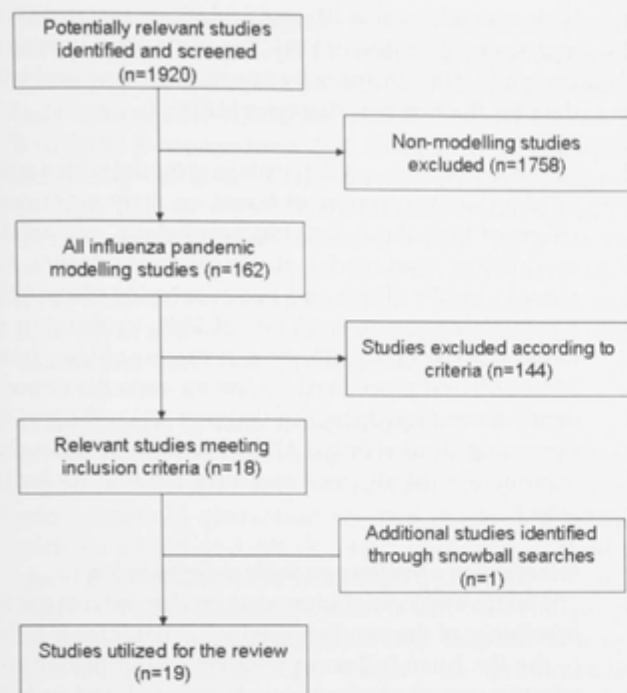 Potentially relevant studies
identified and screened
(n=1920)
Non-modelling studies
excluded (n=1758)
All influenza pandemic
modelling studies (n=162)
Studies excluded according to
criteria (n=144)
Relevant studies meeting
inclusion criteria (n=18)
Additional studies identified
through snowball searches
(n=1)
Studies utilized for the review
(n=19)